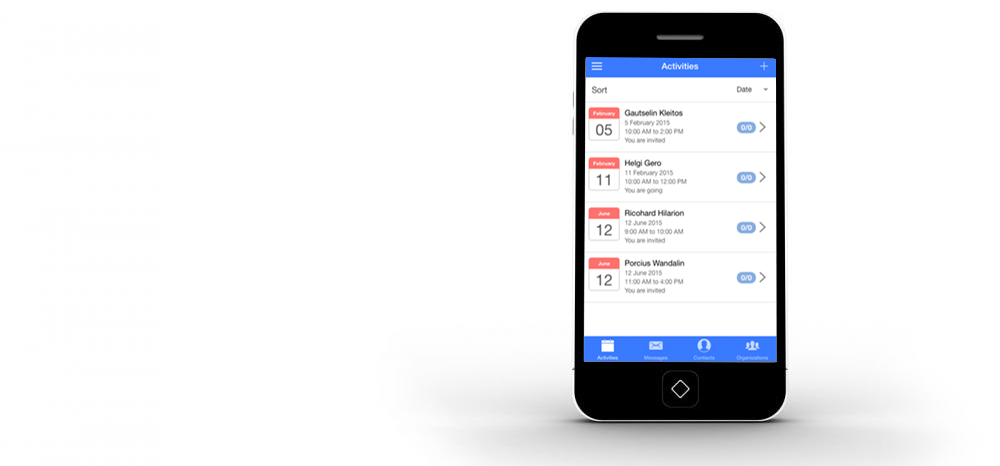 Activities
Sort Date
February
05
Gautselin Kleitos
5 February 2015
10:00 AM to 2:00 PM
You are invited
0/0
February
11
Helgi Gero
11 February 2015
10:00 AM to 12:00 PM
You are going
0/0
June
12
Ricohard Hilarion
12 June 2015
9:00 AM to 10:00 AM
You are invited
0/0
June
12
Porcius Wandalin
12 June 2015
11:00 AM to 4:00 PM
You are invited
0/0
Activities Messages Contacts Organizations